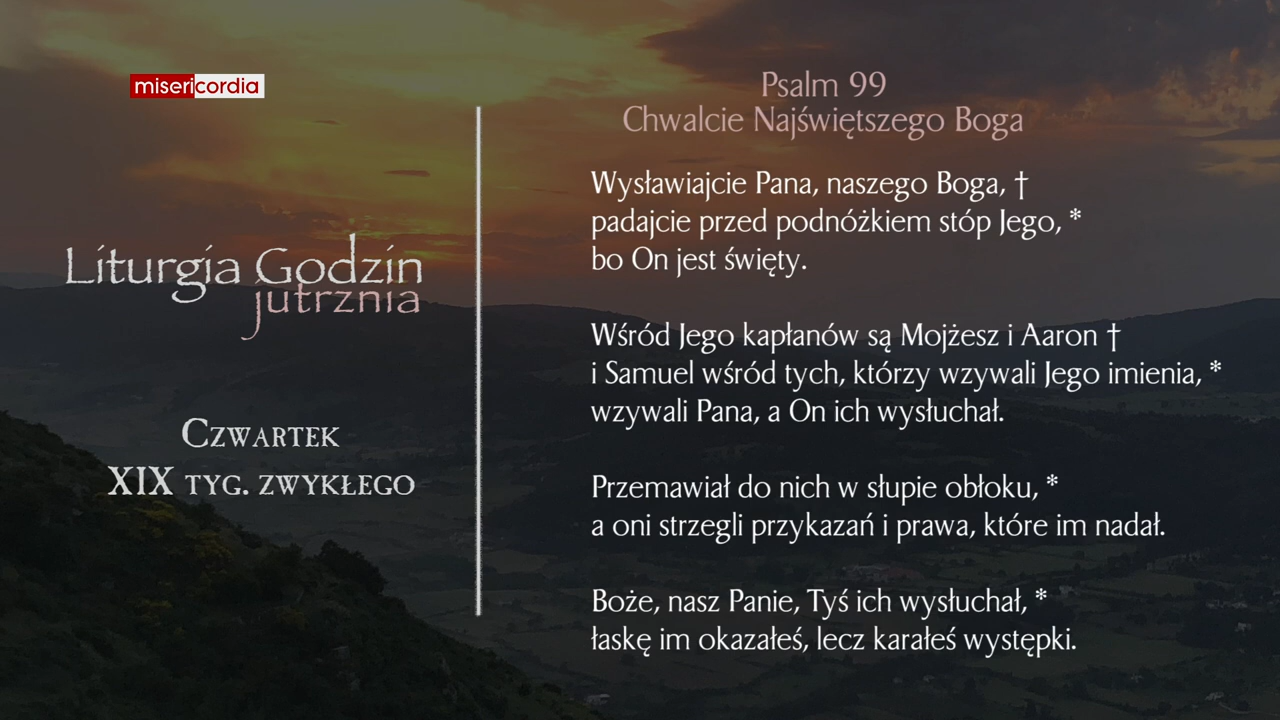 misericordia
Liturgia Godzin
jutrznia
Czwartek
XIX tyg. zwykłego
Psalm 99
Chwalcie Najświętszego Boga
Wysławiajcie Pana, naszego Boga, †
padajcie przed podnóżkiem stóp Jego, *
bo On jest święty.
Wśród Jego kapłanów są Mojżesz i Aaron †
i Samuel wśród tych, którzy wzywali Jego imienia, *
wzywali Pana, a On ich wysłuchał.
Przemawiał do nich w słupie obłoku, *
a oni strzegli przykazań i prawa, które im nadał.
Boże, nasz Panie, Tyś ich wysłuchał, *
łaskę im okazałeś, lecz karałeś występki.